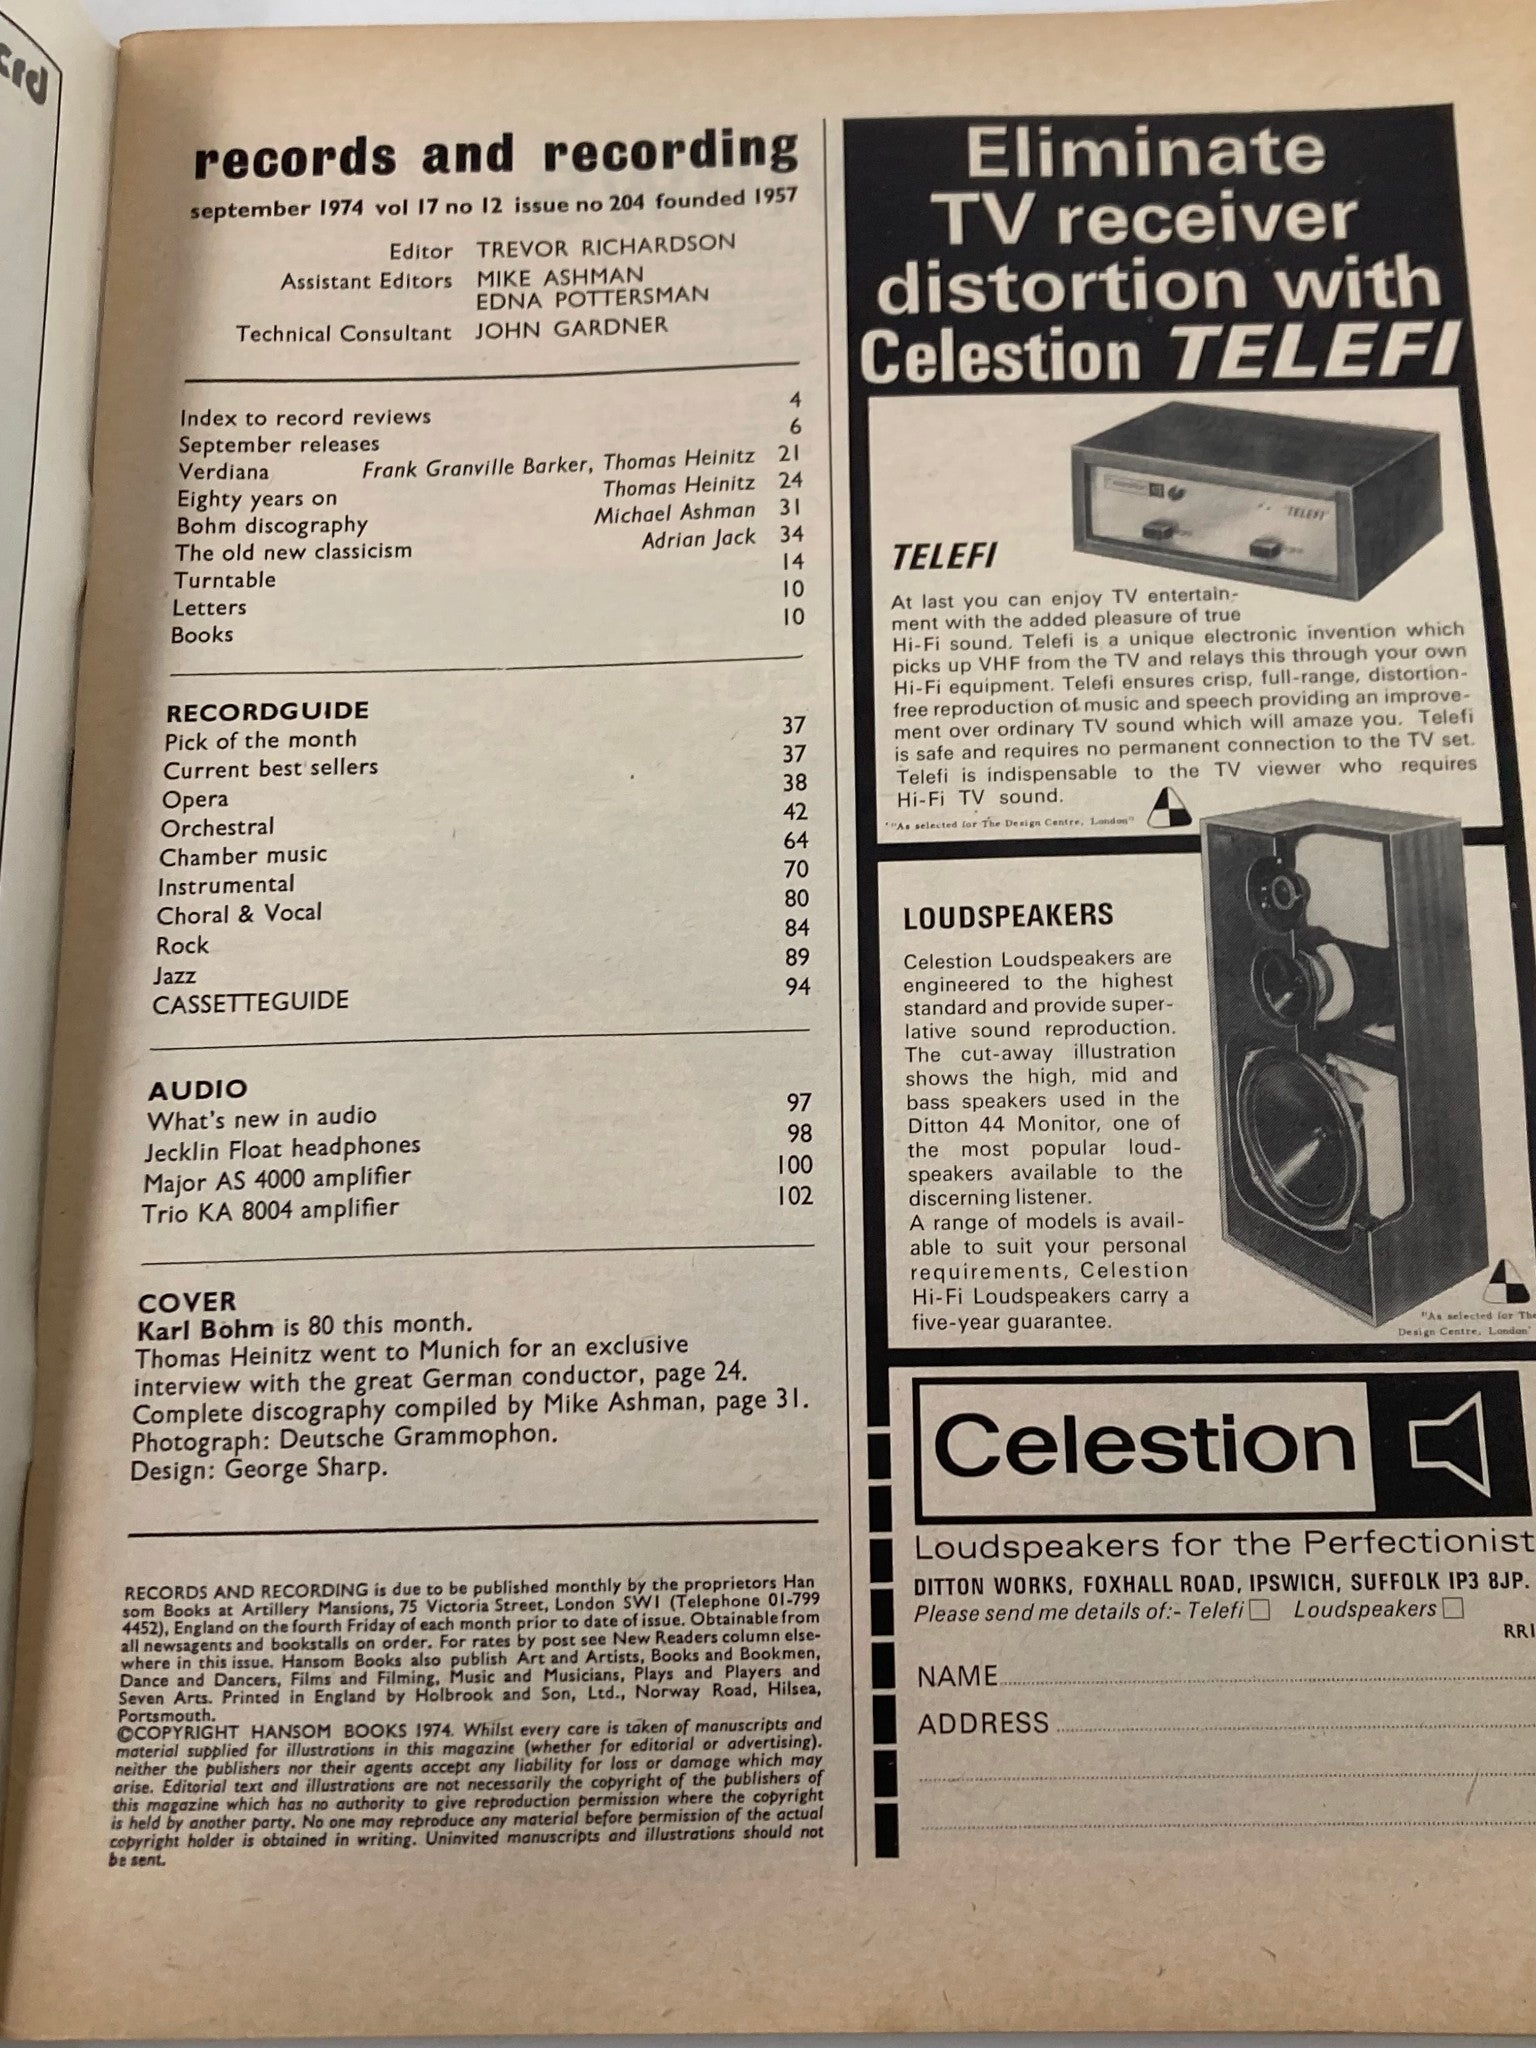 records and recording
september 1974 vol 17 no 12 issue no 204 founded 1957
Editor TREVOR RICHARDSON
Assistant Editors MIKE ASHMAN
EDNA POTTERSMAN
Technical Consultant JOHN GARDNER
Index to record reviews 4
September releases 6
Verdiana Frank Granville Barker, Thomas Heinitz 21
Eighty years on Thomas Heinitz 24
Bohm discography Michael Ashman 31
The old new classicism Adrian Jack 34
Turntable 14
Letters 10
Books 10
RECORDGUIDE
Pick of the month 37
Current best sellers 37
Opera 38
Orchestral 42
Chamber music 64
Instrumental 70
Choral & Vocal 80
Rock 84
Jazz 89
CASSETTEGUIDE 94
AUDIO
What's new in audio 97
Jecklin Float headphones 98
Major AS 4000 amplifier 100
Trio KA 8004 amplifier 102
COVER
Karl Bohm is 80 this month.
Thomas Heinitz went to Munich for an exclusive
interview with the great German conductor, page 24.
Complete discography compiled by Mike Ashman, page 31.
Photograph: Deutsche Grammophon.
Design: George Sharp.
RECORDS AND RECORDING is due to be published monthly by the proprietors Han
som Books at Artillery Mansions, 75 Victoria Street, London SW1 (Telephone 01-799
4452), England on the fourth Friday of each month prior to date of issue. Obtainable from
all newsagents and bookstalls on order. For rates by post see New Readers column else-
where in this issue. Hansom Books also publish Art and Artists, Books and Bookmen,
Dance and Dancers, Films and Filming, Music and Musicians, Plays and Players and
Seven Arts. Printed in England by Holbrook and Son, Ltd., Norway Road, Hilsea,
Portsmouth.
©COPYRIGHT HANSOM BOOKS 1974. Whilst every care is taken of manuscripts and
material supplied for illustrations in this magazine (whether for editorial or advertising).
neither the publishers nor their agents accept any liability for loss or damage which may
arise. Editorial text and illustrations are not necessarily the copyright of the publishers of
this magazine which has no authority to give reproduction permission where the copyright
is held by another party. No one may reproduce any material before permission of the actual
copyright holder is obtained in writing. Uninvited manuscripts and illustrations should not
be sent.
Eliminate
TV receiver
distortion with
Celestion TELEFI
TELEFI
TELEFI
At last you can enjoy TV entertain-
ment with the added pleasure of true
Hi-Fi sound. Telefi is a unique electronic invention which
picks up VHF from the TV and relays this through your own
Hi-Fi equipment. Telefi ensures crisp, full-range, distortion-
free reproduction of music and speech providing an improve-
ment over ordinary TV sound which will amaze you. Telefi
is safe and requires no permanent connection to the TV set.
Telefi is indispensable to the TV viewer who requires
Hi-Fi TV sound.
"As selected for The Design Centre, London"
LOUDSPEAKERS
Celestion Loudspeakers are
engineered to the highest
standard and provide super-
lative sound reproduction.
The cut-away illustration
shows the high, mid and
bass speakers used in the
Ditton 44 Monitor, one of
the most popular loud-
speakers available to the
discerning listener.
A range of models is avail-
able to suit your personal
requirements, Celestion
Hi-Fi Loudspeakers carry a
five-year guarantee.
"As selected for The
Design Centre, London"
Celestion
Loudspeakers for the Perfectionist
DITTON WORKS, FOXHALL ROAD, IPSWICH, SUFFOLK IP3 8JP.
Please send me details of:- Telefi Loudspeakers
RR1
NAME
ADDRESS